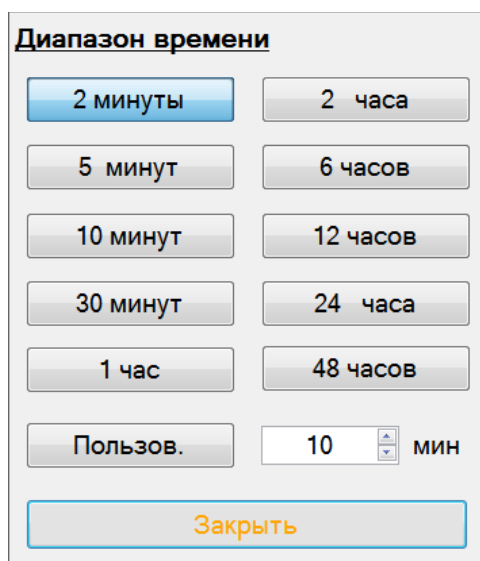 Диапазон времени
2 минуты 2 часа
5 минут 6 часов
10 минут 12 часов
30 минут 24 часа
1 час 48 часов
Пользов. 10 мин
Закрыть